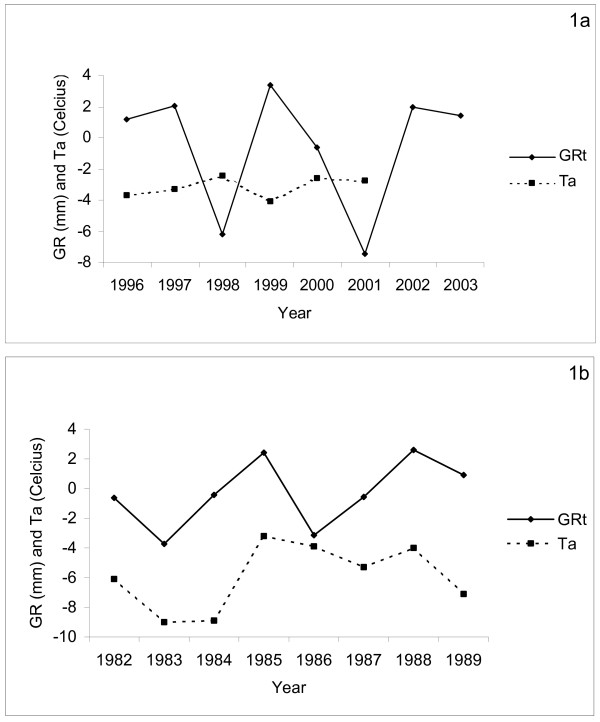 1a
GR (mm) and Ta (Celcius)
4
2
0
-2
-4
-6
-8
1996 1997 1998 1999 2000 2001 2002 2003
Year
GRt
Ta
1b
GR (mm) and Ta (Celcius)
4
2
0
-2
-4
-6
-8
-10
1982 1983 1984 1985 1986 1987 1988 1989
Year
GRt
Ta